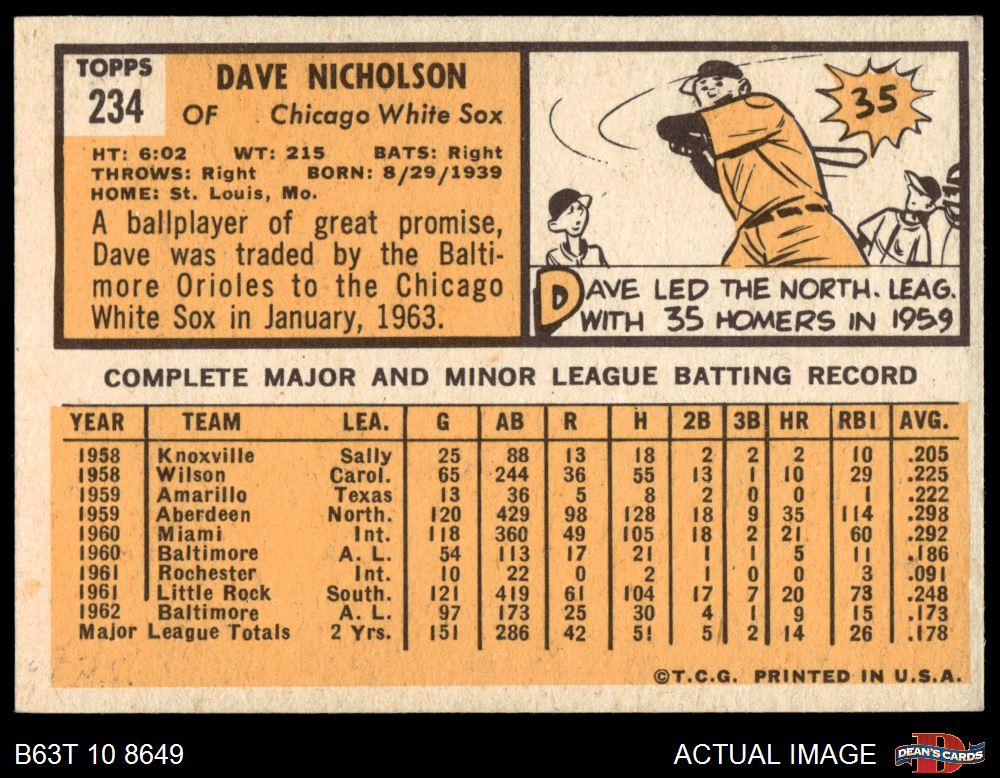 TOPPS
234
DAVE NICHOLSON
OF Chicago White Sox
HT: 6:02 WT: 215 BATS: Right
THROWS: Right BORN: 8/29/1939
HOME: St. Louis, Mo.
A ballplayer of great promise,
Dave was traded by the Balti-
more Orioles to the Chicago
White Sox in January, 1963.
35
DAVE LED THE NORTH. LEAG.
WITH 35 HOMERS IN 1959
COMPLETE MAJOR AND MINOR LEAGUE BATTING RECORD
YEAR TEAM LEA. G AB R H 2B 3B HR RBI AVG.
1958 Knoxville Sally 25 88 13 18 2 2 2 10 .205
1958 Wilson Carol. 65 244 36 55 13 1 10 29 .225
1959 Amarillo Texas 13 36 5 8 2 0 0 1 .222
1959 Aberdeen North. 120 429 98 128 18 9 35 114 .298
1960 Miami Int. 118 360 49 105 18 2 21 60 .292
1960 Baltimore A. L. 54 113 17 21 1 1 5 11 .186
1961 Rochester Int. 10 22 0 2 1 0 0 3 .091
1961 Little Rock South. 121 419 61 104 17 7 20 73 .248
1962 Baltimore A. L. 97 173 25 30 4 1 9 15 .173
Major League Totals 2 Yrs. 151 286 42 51 5 2 14 26 .178
©T.C.G. PRINTED IN U.S.A.
B63T 10 8649
ACTUAL IMAGE
D
DEAN'S CARDS